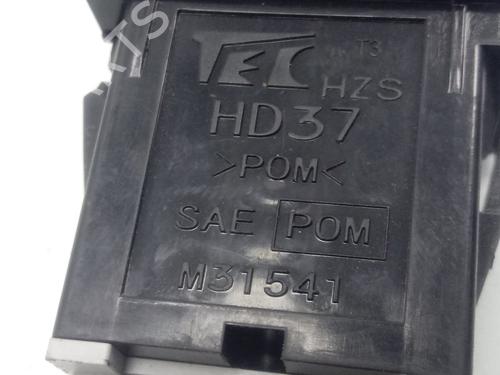 TEC T3
HZS
HD37
>POM<
SAE POM
M31541